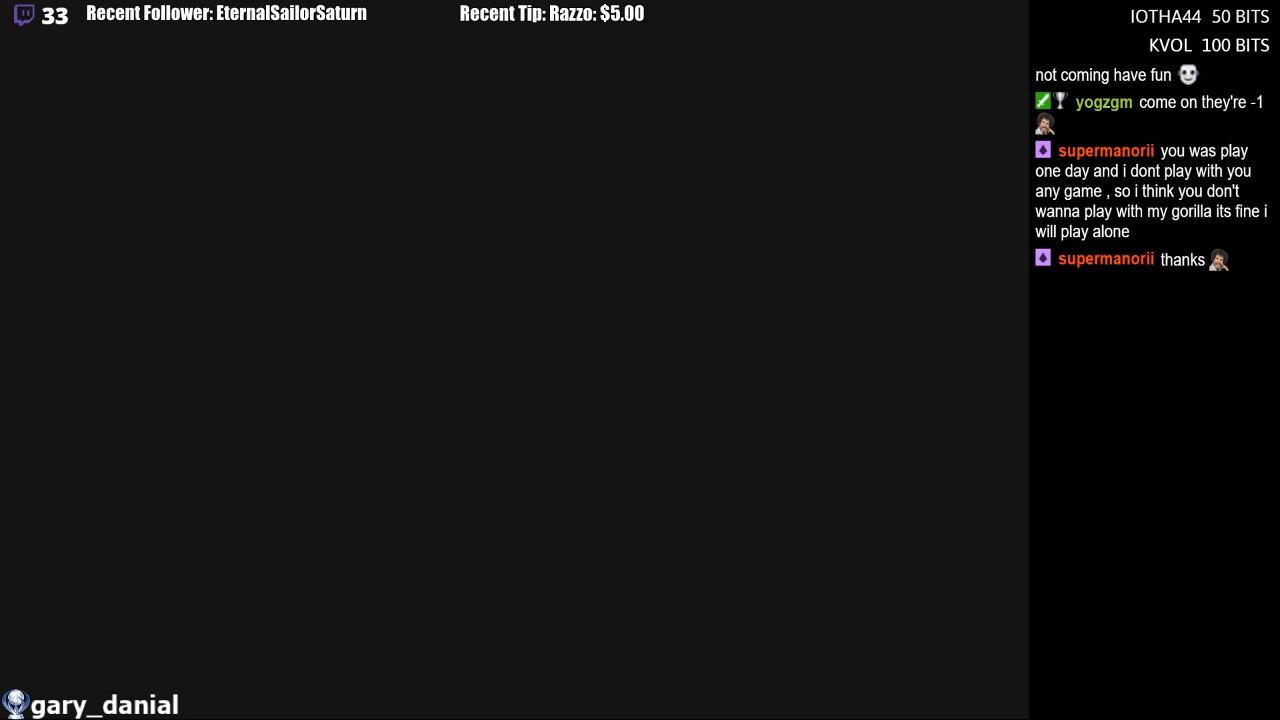 33 Recent Follower: EternalSailorSaturn Recent Tip: Razzo: $5.00
IOTHA44 50 BITS
KVOL 100 BITS
not coming have fun
yogzgm come on they're -1
supermanorii you was play
one day and i dont play with you
any game , so i think you don't
wanna play with my gorilla its fine i
will play alone
supermanorii thanks
gary_danial